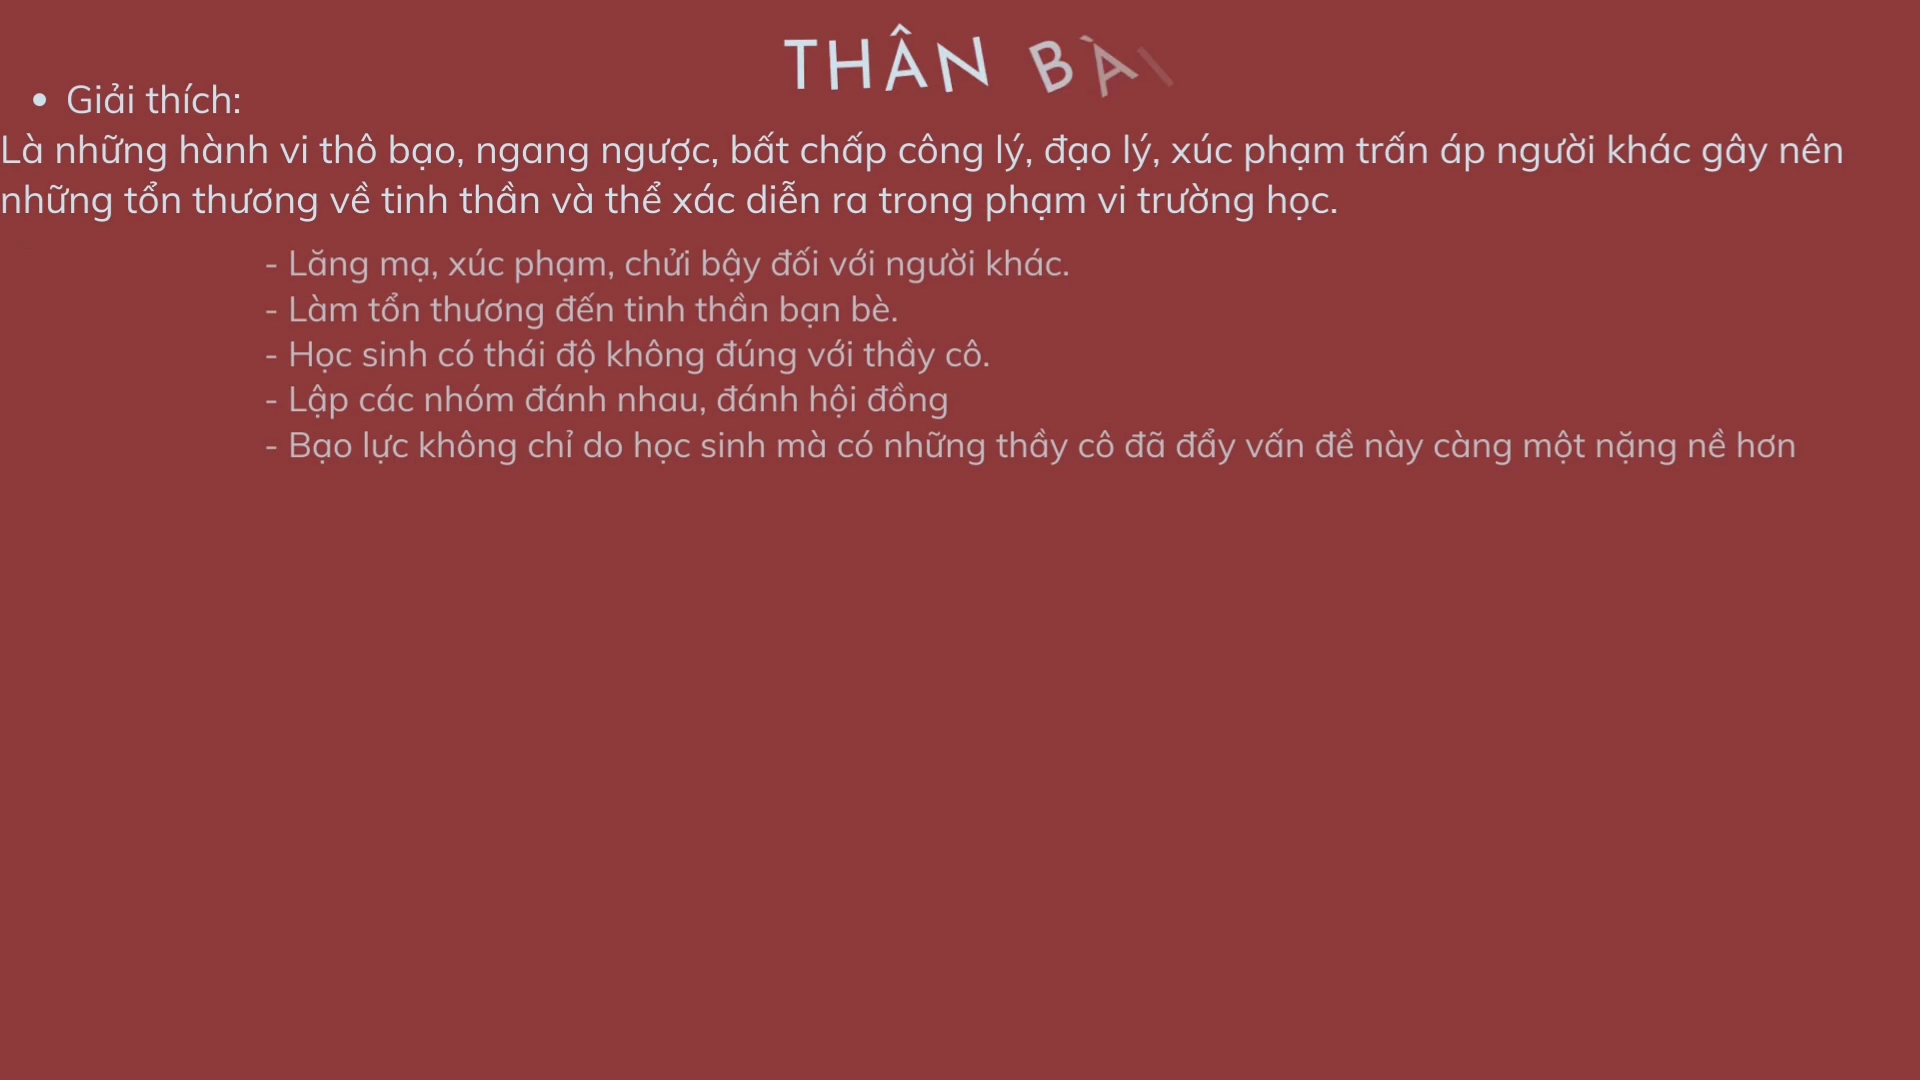 THÂN BÀI
• Giải thích:
Là những hành vi thô bạo, ngang ngược, bất chấp công lý, đạo lý, xúc phạm trấn áp người khác gây nên
những tổn thương về tinh thần và thể xác diễn ra trong phạm vi trường học.
- Lăng mạ, xúc phạm, chửi bậy đối với người khác.
- Làm tổn thương đến tinh thần bạn bè.
- Học sinh có thái độ không đúng với thầy cô.
- Lập các nhóm đánh nhau, đánh hội đồng
- Bạo lực không chỉ do học sinh mà có những thầy cô đã đẩy vấn đề này càng một nặng nề hơn